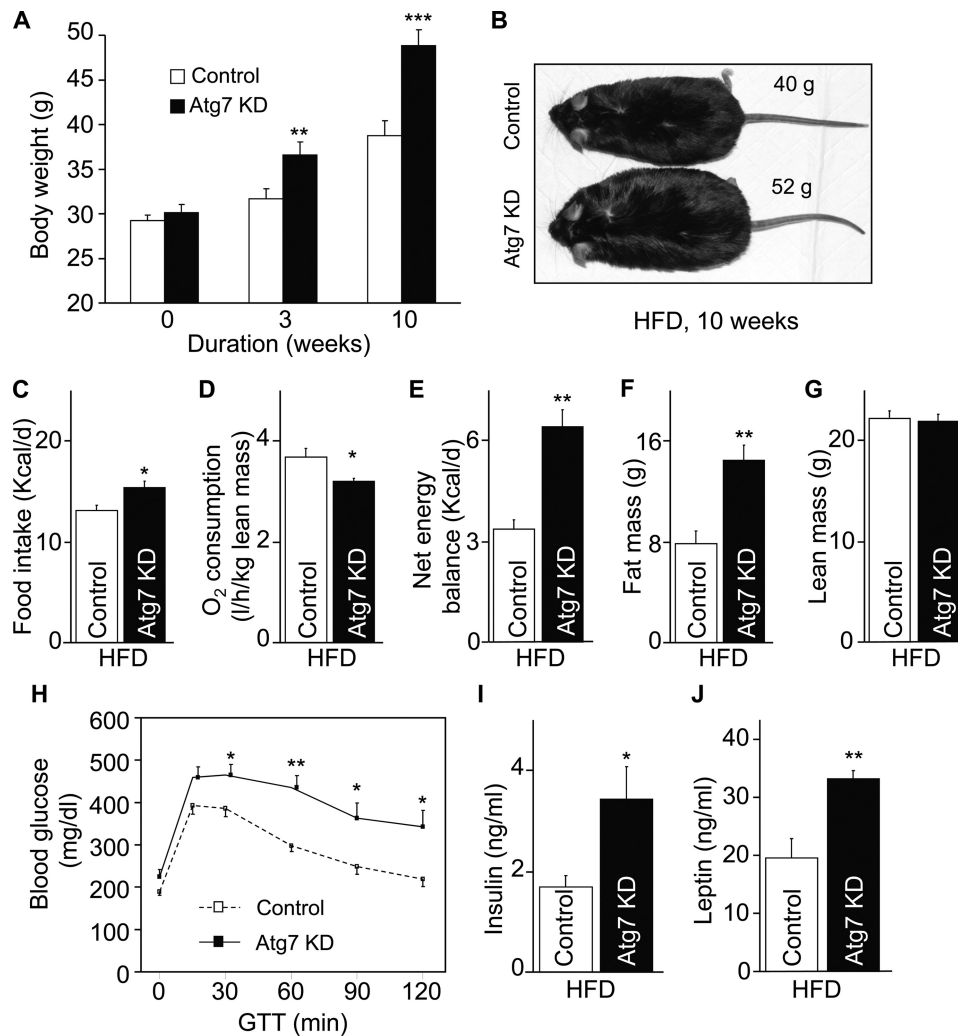 A
Body weight (g)
50
45
40
35
30
25
20
Control
Atg7 KD
**
***
0 3 10
Duration (weeks)
B
Control
Atg7 KD
40 g
52 g
HFD, 10 weeks
C
Food intake (Kcal/d)
20
10
0
*
Control
Atg7 KD
HFD
D
O2 consumption
(l/h/kg lean mass)
4
2
0
*
Control
Atg7 KD
HFD
E
Net energy
balance (Kcal/d)
6
3
0
**
Control
Atg7 KD
HFD
F
Fat mass (g)
16
8
0
**
Control
Atg7 KD
HFD
G
Lean mass (g)
20
10
0
Control
Atg7 KD
HFD
H
Blood glucose
(mg/dl)
600
500
400
300
200
100
0
* ** * *
Control
Atg7 KD
0 30 60 90 120
GTT (min)
I
Insulin (ng/ml)
4
2
0
*
Control
Atg7 KD
HFD
J
Leptin (ng/ml)
40
30
20
10
0
**
Control
Atg7 KD
HFD